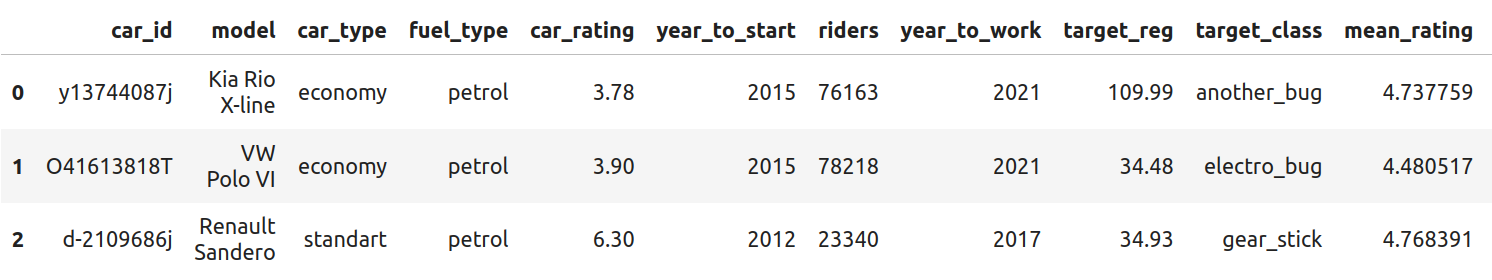 car_id model car_type fuel_type car_rating year_to_start riders year_to_work target_reg target_class mean_rating
0 y13744087j Kia Rio X-line economy petrol 3.78 2015 76163 2021 109.99 another_bug 4.737759
1 O41613818T VW Polo VI economy petrol 3.90 2015 78218 2021 34.48 electro_bug 4.480517
2 d-2109686j Renault Sandero standart petrol 6.30 2012 23340 2017 34.93 gear_stick 4.768391